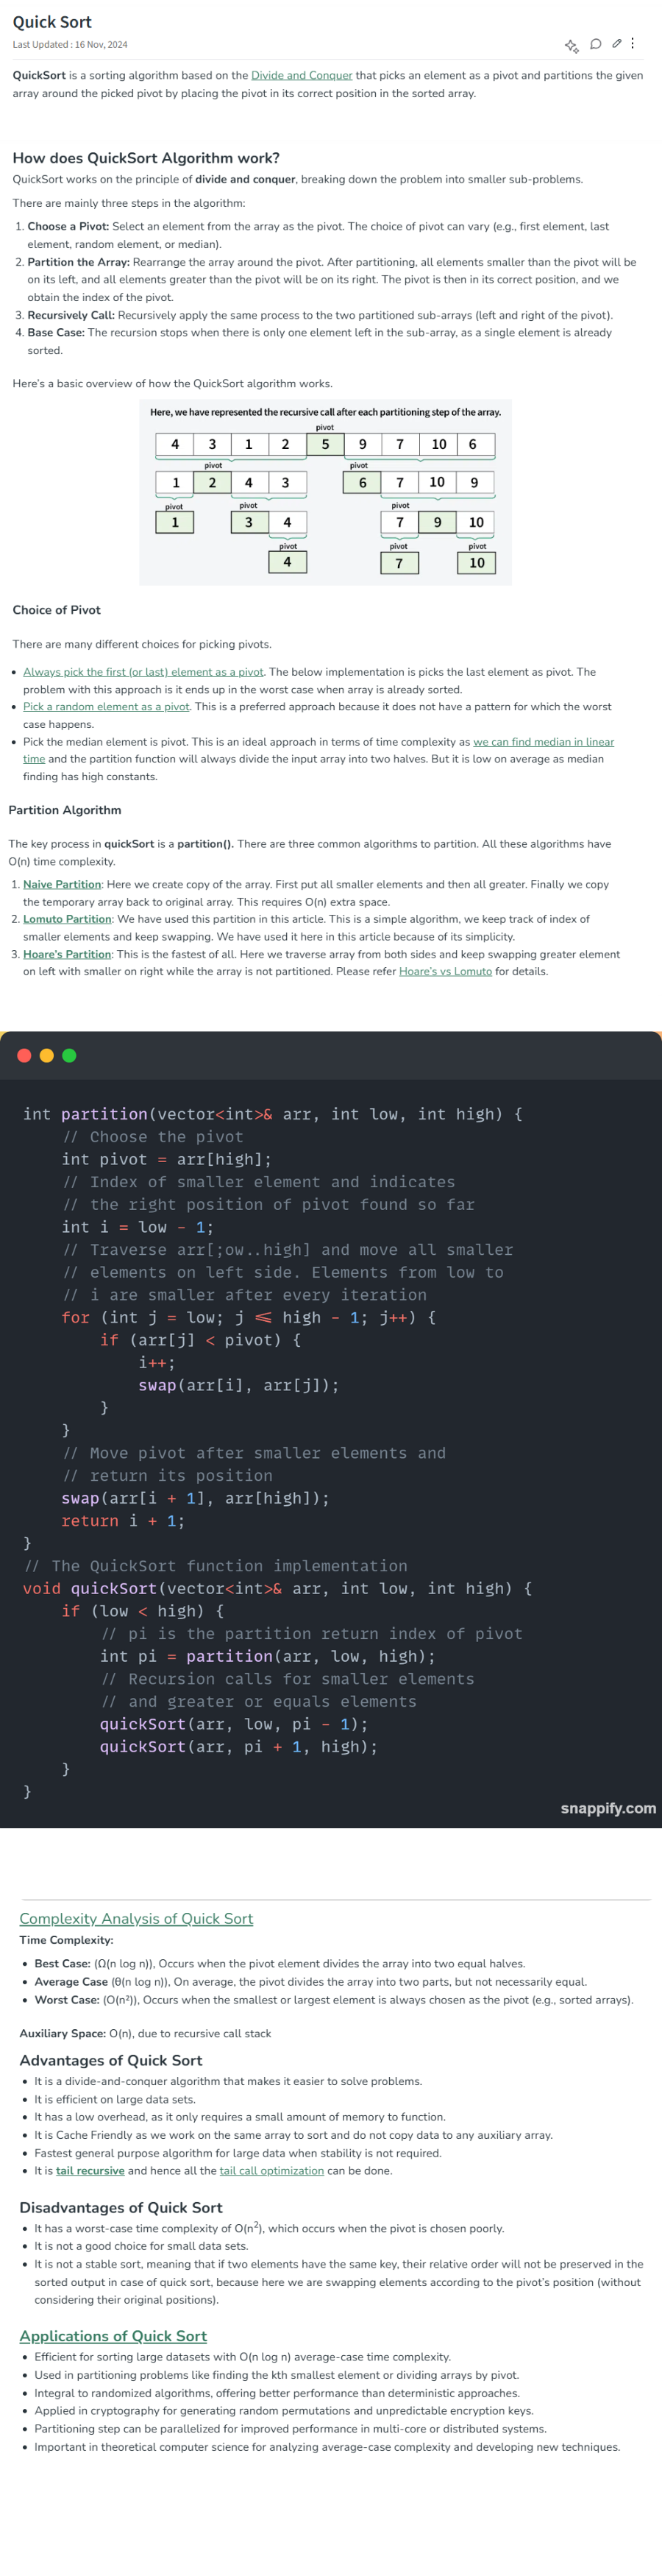 Quick Sort
Last Updated : 16 Nov, 2024
QuickSort is a sorting algorithm based on the Divide and Conquer that picks an element as a pivot and partitions the given
array around the picked pivot by placing the pivot in its correct position in the sorted array.
How does QuickSort Algorithm work?
QuickSort works on the principle of divide and conquer, breaking down the problem into smaller sub-problems.
There are mainly three steps in the algorithm:
1. Choose a Pivot: Select an element from the array as the pivot. The choice of pivot can vary (e.g., first element, last
element, random element, or median).
2. Partition the Array: Rearrange the array around the pivot. After partitioning, all elements smaller than the pivot will be
on its left, and all elements greater than the pivot will be on its right. The pivot is then in its correct position, and we
obtain the index of the pivot.
3. Recursively Call: Recursively apply the same process to the two partitioned sub-arrays (left and right of the pivot).
4. Base Case: The recursion stops when there is only one element left in the sub-array, as a single element is already
sorted.
Here's a basic overview of how the QuickSort algorithm works.
Here, we have represented the recursive call after each partitioning step of the array.
pivot
4 3 1 2 5 9 7 10 6
pivot pivot
1 2 4 3 6 7 10 9
pivot pivot pivot
1 3 4 7 9 10
pivot pivot pivot
4 7 10
Choice of Pivot
There are many different choices for picking pivots.
• Always pick the first (or last) element as a pivot. The below implementation is picks the last element as pivot. The
problem with this approach is it ends up in the worst case when array is already sorted.
• Pick a random element as a pivot. This is a preferred approach because it does not have a pattern for which the worst
case happens.
• Pick the median element is pivot. This is an ideal approach in terms of time complexity as we can find median in linear
time and the partition function will always divide the input array into two halves. But it is low on average as median
finding has high constants.
Partition Algorithm
The key process in quickSort is a partition(). There are three common algorithms to partition. All these algorithms have
O(n) time complexity.
1. Naive Partition: Here we create copy of the array. First put all smaller elements and then all greater. Finally we copy
the temporary array back to original array. This requires O(n) extra space.
2. Lomuto Partition: We have used this partition in this article. This is a simple algorithm, we keep track of index of
smaller elements and keep swapping. We have used it here in this article because of its simplicity.
3. Hoare's Partition: This is the fastest of all. Here we traverse array from both sides and keep swapping greater element
on left with smaller on right while the array is not partitioned. Please refer Hoare's vs Lomuto for details.
int partition(vector<int>& arr, int low, int high) {
// Choose the pivot
int pivot = arr[high];
// Index of smaller element and indicates
// the right position of pivot found so far
int i = low - 1;
// Traverse arr[;ow..high] and move all smaller
// elements on left side. Elements from low to
// i are smaller after every iteration
for (int j = low; j <= high - 1; j++) {
if (arr[j] < pivot) {
i++;
swap(arr[i], arr[j]);
}
}
// Move pivot after smaller elements and
// return its position
swap(arr[i + 1], arr[high]);
return i + 1;
}
// The QuickSort function implementation
void quickSort(vector<int>& arr, int low, int high) {
if (low < high) {
// pi is the partition return index of pivot
int pi = partition(arr, low, high);
// Recursion calls for smaller elements
// and greater or equals elements
quickSort(arr, low, pi - 1);
quickSort(arr, pi + 1, high);
}
}
snappify.com
Complexity Analysis of Quick Sort
Time Complexity:
• Best Case: (Ω(n log n)), Occurs when the pivot element divides the array into two equal halves.
• Average Case (θ(n log n)), On average, the pivot divides the array into two parts, but not necessarily equal.
• Worst Case: (O(n²)), Occurs when the smallest or largest element is always chosen as the pivot (e.g., sorted arrays).
Auxiliary Space: O(n), due to recursive call stack
Advantages of Quick Sort
• It is a divide-and-conquer algorithm that makes it easier to solve problems.
• It is efficient on large data sets.
• It has a low overhead, as it only requires a small amount of memory to function.
• It is Cache Friendly as we work on the same array to sort and do not copy data to any auxiliary array.
• Fastest general purpose algorithm for large data when stability is not required.
• It is tail recursive and hence all the tail call optimization can be done.
Disadvantages of Quick Sort
• It has a worst-case time complexity of O(n²), which occurs when the pivot is chosen poorly.
• It is not a good choice for small data sets.
• It is not a stable sort, meaning that if two elements have the same key, their relative order will not be preserved in the
sorted output in case of quick sort, because here we are swapping elements according to the pivot's position (without
considering their original positions).
Applications of Quick Sort
• Efficient for sorting large datasets with O(n log n) average-case time complexity.
• Used in partitioning problems like finding the kth smallest element or dividing arrays by pivot.
• Integral to randomized algorithms, offering better performance than deterministic approaches.
• Applied in cryptography for generating random permutations and unpredictable encryption keys.
• Partitioning step can be parallelized for improved performance in multi-core or distributed systems.
• Important in theoretical computer science for analyzing average-case complexity and developing new techniques.